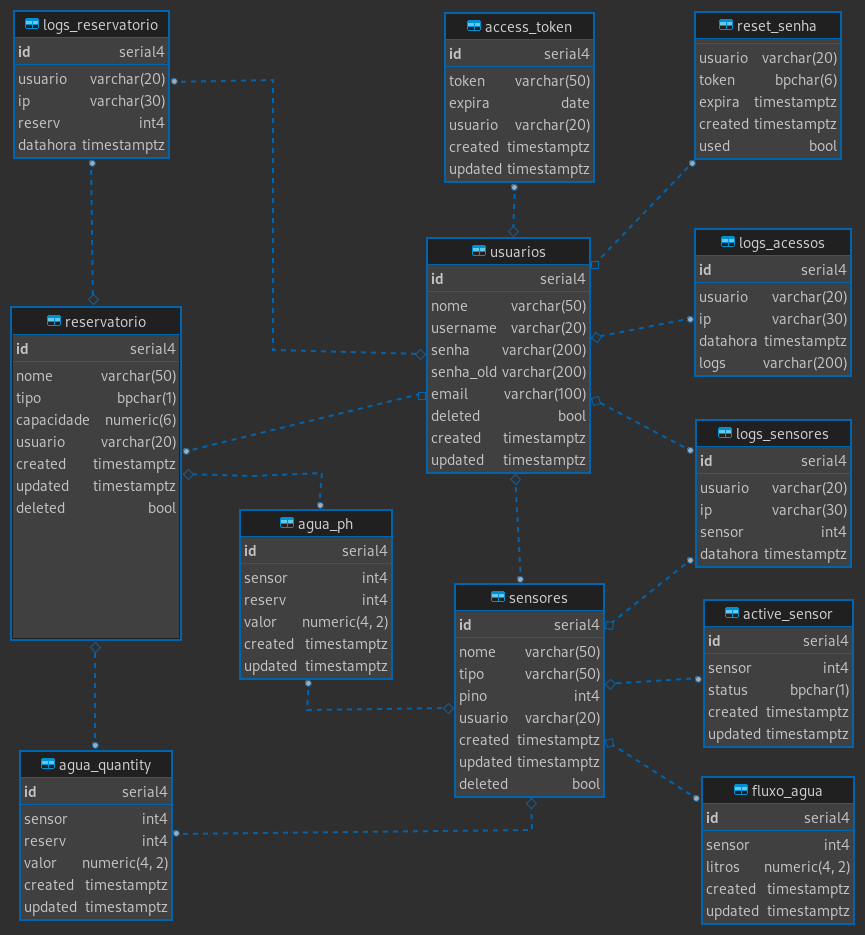 logs_reservatorio
id serial4
usuario varchar(20)
ip varchar(30)
reserv int4
datahora timestamptz
access_token
id serial4
token varchar(50)
expira date
usuario varchar(20)
created timestamptz
updated timestamptz
reset_senha
usuario varchar(20)
token bpchar(6)
expira timestamptz
created timestamptz
used bool
usuarios
id serial4
nome varchar(50)
username varchar(20)
senha varchar(200)
senha_old varchar(200)
email varchar(100)
deleted bool
created timestamptz
updated timestamptz
logs_acessos
id serial4
usuario varchar(20)
ip varchar(30)
datahora timestamptz
logs varchar(200)
reservatorio
id serial4
nome varchar(50)
tipo bpchar(1)
capacidade numeric(6)
usuario varchar(20)
created timestamptz
updated timestamptz
deleted bool
logs_sensores
id serial4
usuario varchar(20)
ip varchar(30)
sensor int4
datahora timestamptz
agua_ph
id serial4
sensor int4
reserv int4
valor numeric(4, 2)
created timestamptz
updated timestamptz
sensores
id serial4
nome varchar(50)
tipo varchar(50)
pino int4
usuario varchar(20)
created timestamptz
updated timestamptz
deleted bool
active_sensor
id serial4
sensor int4
status bpchar(1)
created timestamptz
updated timestamptz
agua_quantity
id serial4
sensor int4
reserv int4
valor numeric(4, 2)
created timestamptz
updated timestamptz
fluxo_agua
id serial4
sensor int4
litros numeric(4, 2)
created timestamptz
updated timestamptz